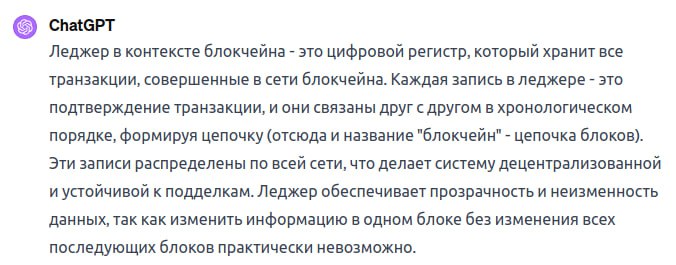 ChatGPT
Леджер в контексте блокчейна - это цифровой регистр, который хранит все
транзакции, совершенные в сети блокчейна. Каждая запись в леджере - это
подтверждение транзакции, и они связаны друг с другом в хронологическом
порядке, формируя цепочку (отсюда и название "блокчейн" - цепочка блоков).
Эти записи распределены по всей сети, что делает систему децентрализованной
и устойчивой к подделкам. Леджер обеспечивает прозрачность и неизменность
данных, так как изменить информацию в одном блоке без изменения всех
последующих блоков практически невозможно.